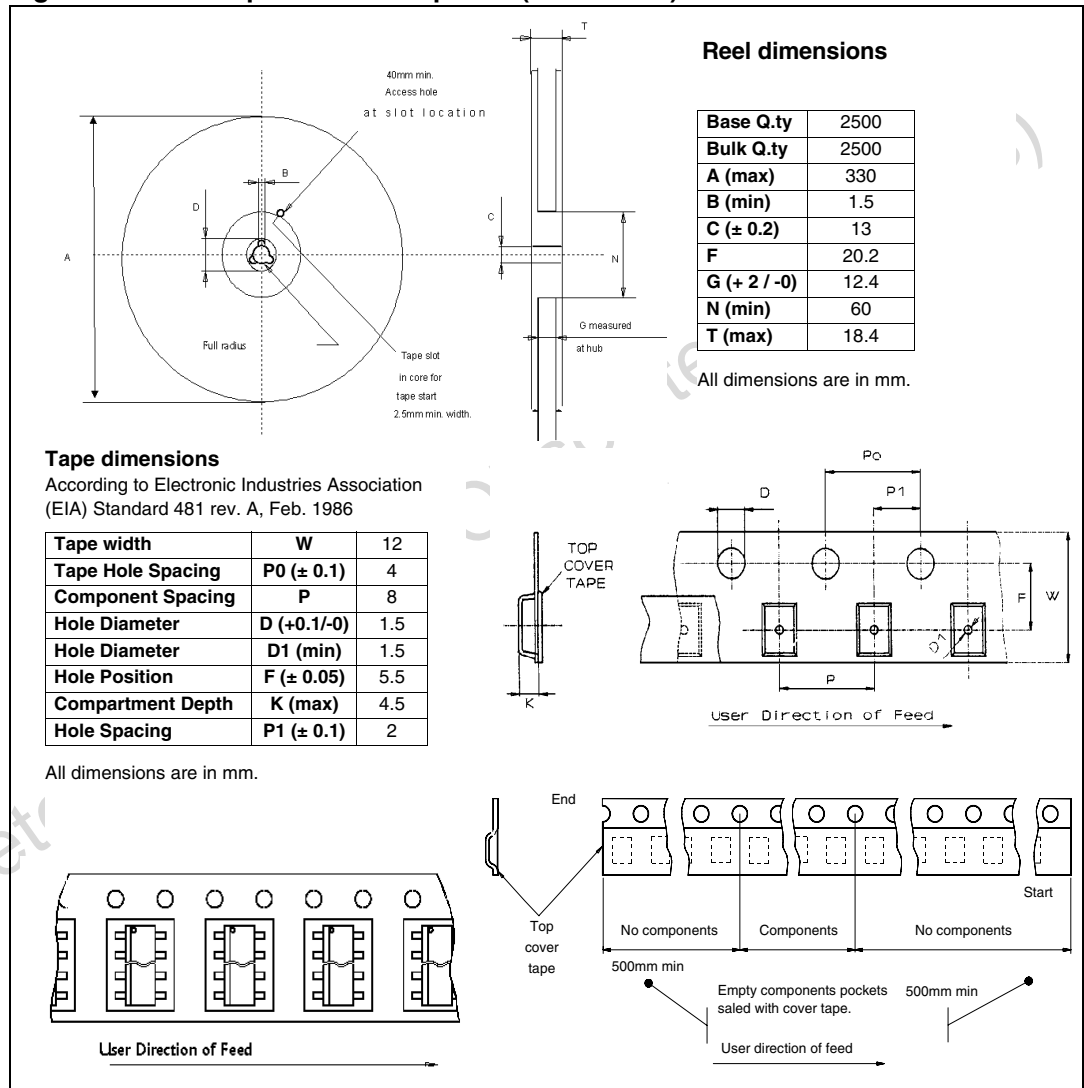 Reel dimensions
T
40mm min.
Access hole
at slot location
B
D
A
C
N
Full radius
Tape slot
in core for
tape start
2.5mm min. width.
G measured
at hub
Base Q.ty 2500
Bulk Q.ty 2500
A (max) 330
B (min) 1.5
C (± 0.2) 13
F 20.2
G (+ 2 / -0) 12.4
N (min) 60
T (max) 18.4
All dimensions are in mm.
Tape dimensions
According to Electronic Industries Association
(EIA) Standard 481 rev. A, Feb. 1986
Tape width W 12
Tape Hole Spacing P0 (± 0.1) 4
Component Spacing P 8
Hole Diameter D (+0.1/-0) 1.5
Hole Diameter D1 (min) 1.5
Hole Position F (± 0.05) 5.5
Compartment Depth K (max) 4.5
Hole Spacing P1 (± 0.1) 2
All dimensions are in mm.
TOP
COVER
TAPE
K
Po
D
P1
F
W
D1
P
User Direction of Feed
User Direction of Feed
End
Start
Top
cover
tape
No components
Components
No components
500mm min
Empty components pockets
saled with cover tape.
500mm min
User direction of feed